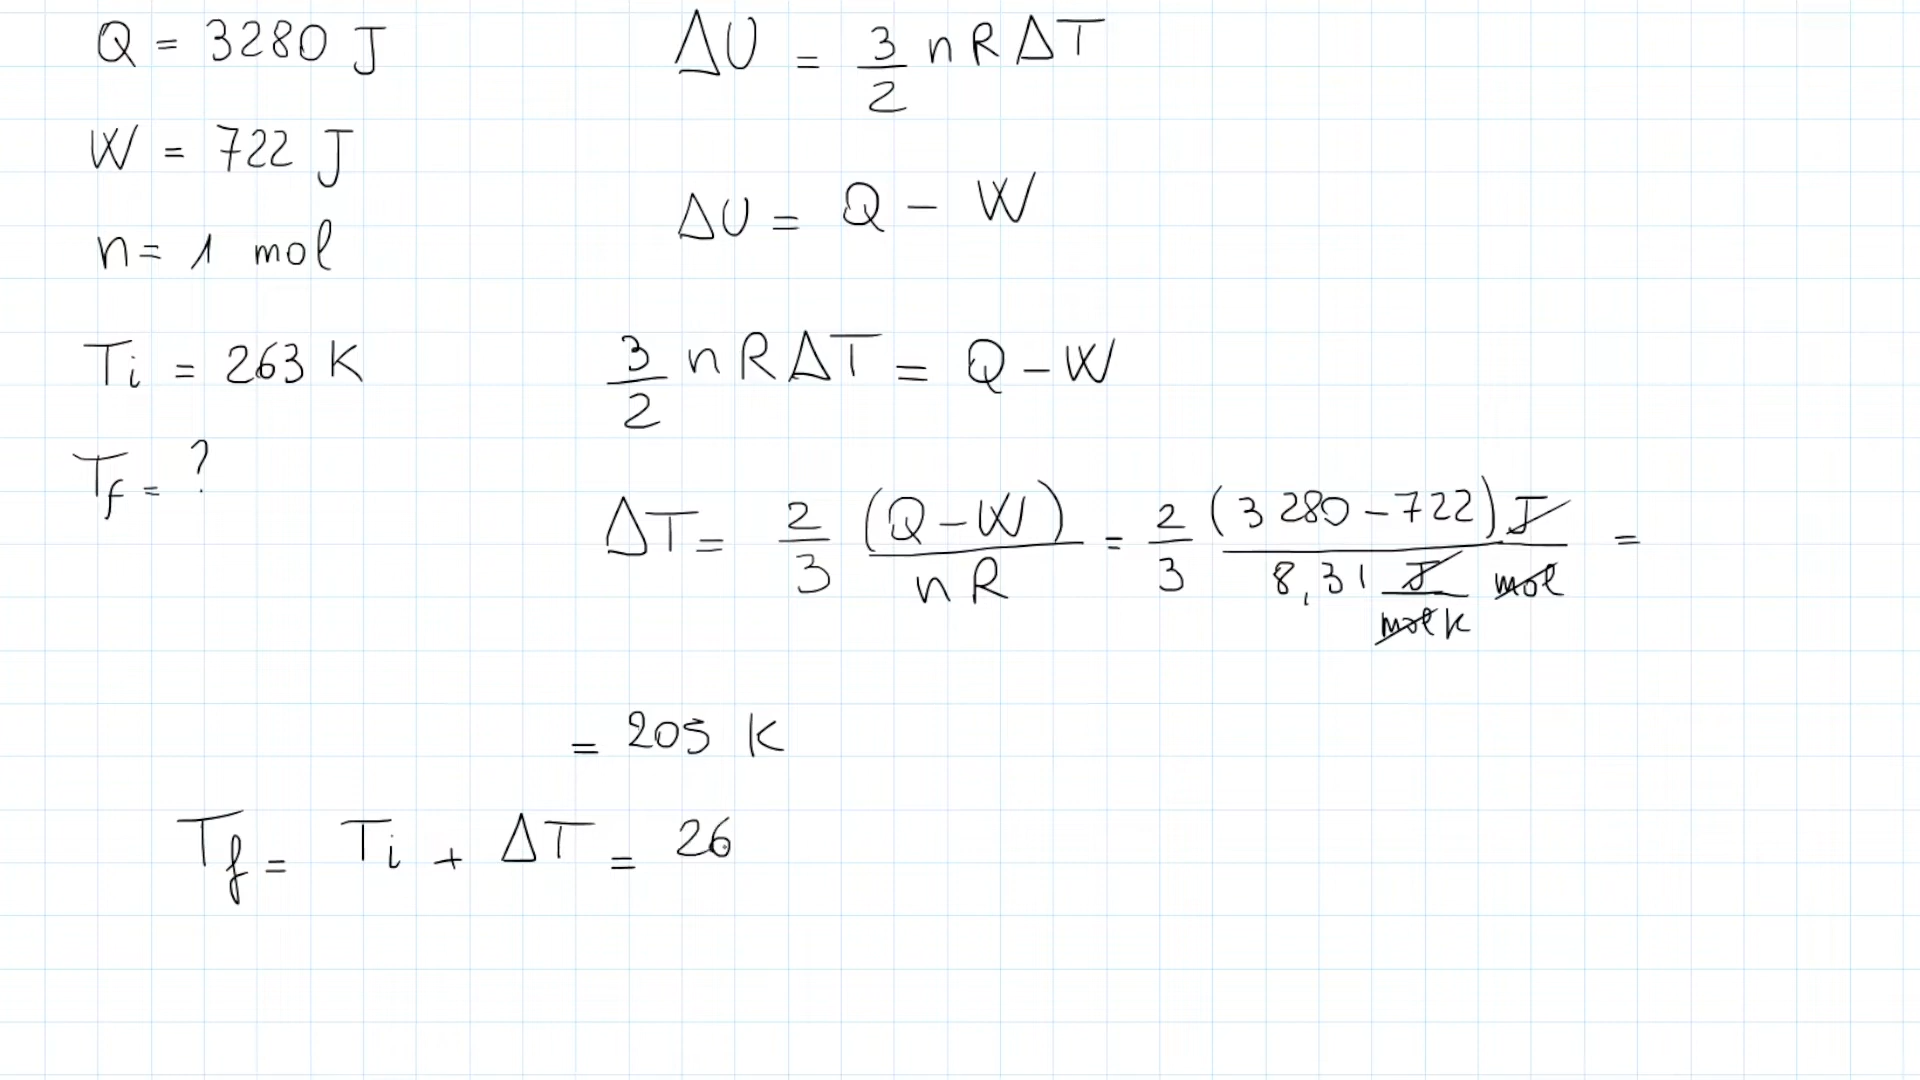 Q = 3280 J
W = 722 J
n = 1 mol
Ti = 263 K
Tf = ?
ΔU = 3/2 n R ΔT
ΔU = Q − W
3/2 n R ΔT = Q − W
ΔT = 2/3 (Q − W)/nR = 2/3 (3280 − 722) J / 8,31 J/mol K mol =
= 205 K
Tf = Ti + ΔT = 26